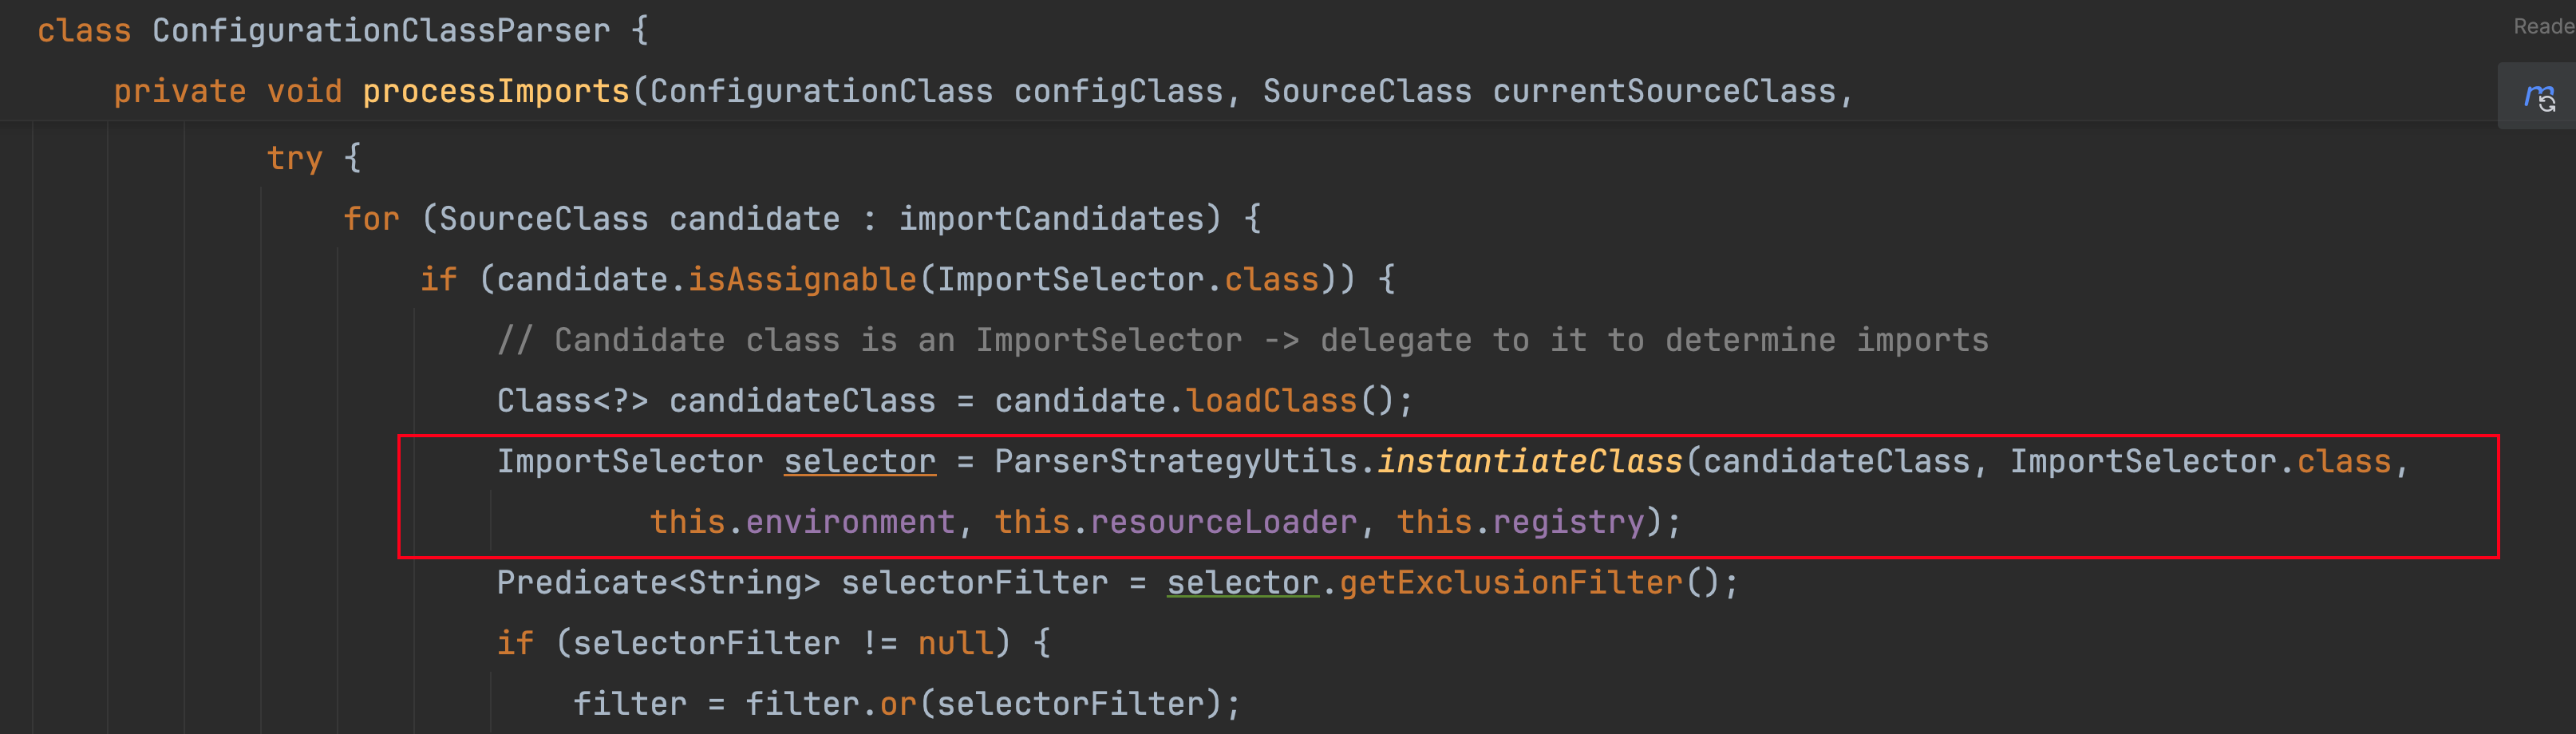 class ConfigurationClassParser {
Reade
private void processImports(ConfigurationClass configClass, SourceClass currentSourceClass,
try {
for (SourceClass candidate : importCandidates) {
if (candidate.isAssignable(ImportSelector.class)) {
// Candidate class is an ImportSelector -> delegate to it to determine imports
Class<?> candidateClass = candidate.loadClass();
ImportSelector selector = ParserStrategyUtils.instantiateClass(candidateClass, ImportSelector.class,
this.environment, this.resourceLoader, this.registry);
Predicate<String> selectorFilter = selector.getExclusionFilter();
if (selectorFilter != null) {
filter = filter.or(selectorFilter);